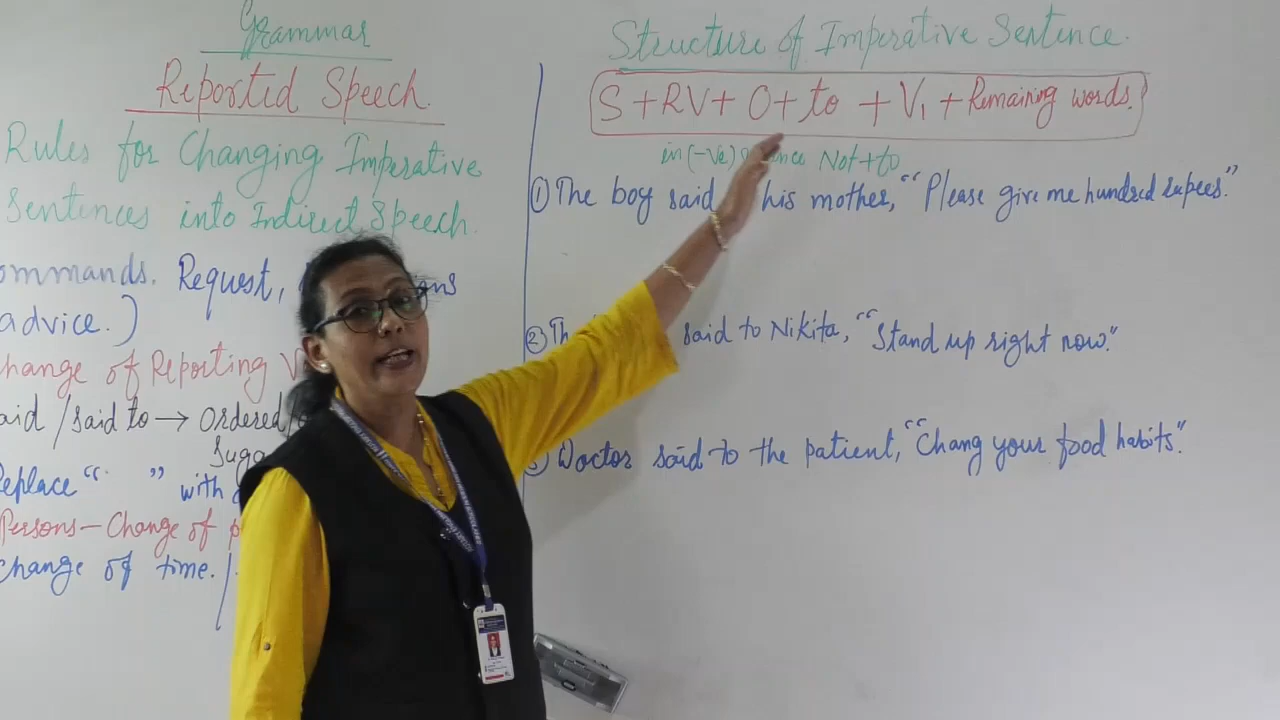 Grammar
Reported Speech.
Rules for Changing Imperative
Sentences into Indirect Speech.
ommands. Request,
advice.)
hange of Reporting
aid / said to → Ordered/
Sugg
eplace " " with
Persons - Change of
change of time. /
Structure of Imperative Sentence.
S + RV + O + to + V1 + Remaining words.
in (-Ve) Not + to
① The boy said his mother, "Please give me hundred rupees."
② said to Nikita, "Stand up right now."
Doctor said to the patient, "Chang your food habits".